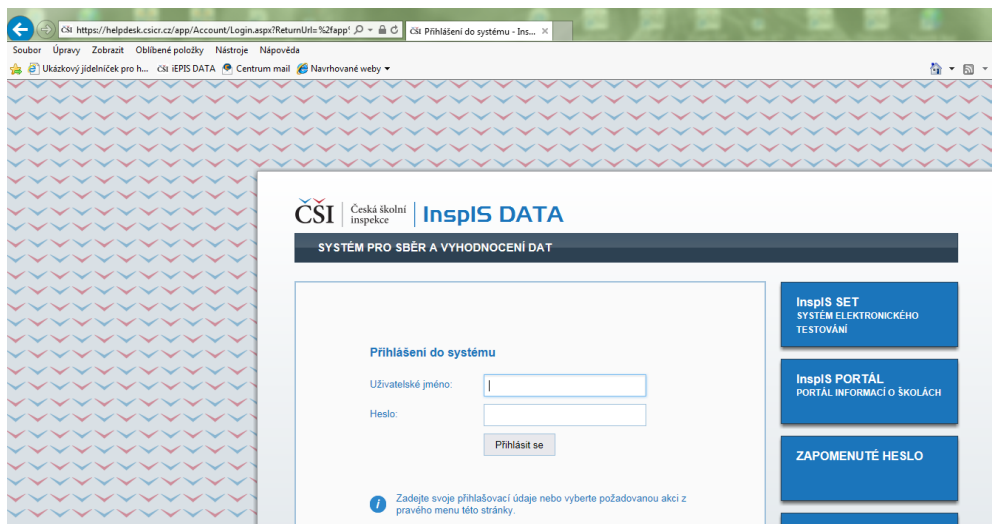 ČŠI https://helpdesk.csicr.cz/app/Account/Login.aspx?ReturnUrl=%2fapp'
ČŠI Přihlášení do systému - Ins...
Soubor Úpravy Zobrazit Oblíbené položky Nástroje Nápověda
Ukázkový jídelníček pro h... ČŠI iEPIS DATA Centrum mail Navrhované weby
ČŠI Česká školní inspekce InspIS DATA
SYSTÉM PRO SBĚR A VYHODNOCENÍ DAT
InspIS SET
SYSTÉM ELEKTRONICKÉHO
TESTOVÁNÍ
Přihlášení do systému
Uživatelské jméno:
Heslo:
Přihlásit se
InspIS PORTÁL
PORTÁL INFORMACÍ O ŠKOLÁCH
ZAPOMENUTÉ HESLO
Zadejte svoje přihlašovací údaje nebo vyberte požadovanou akci z
pravého menu této stránky.